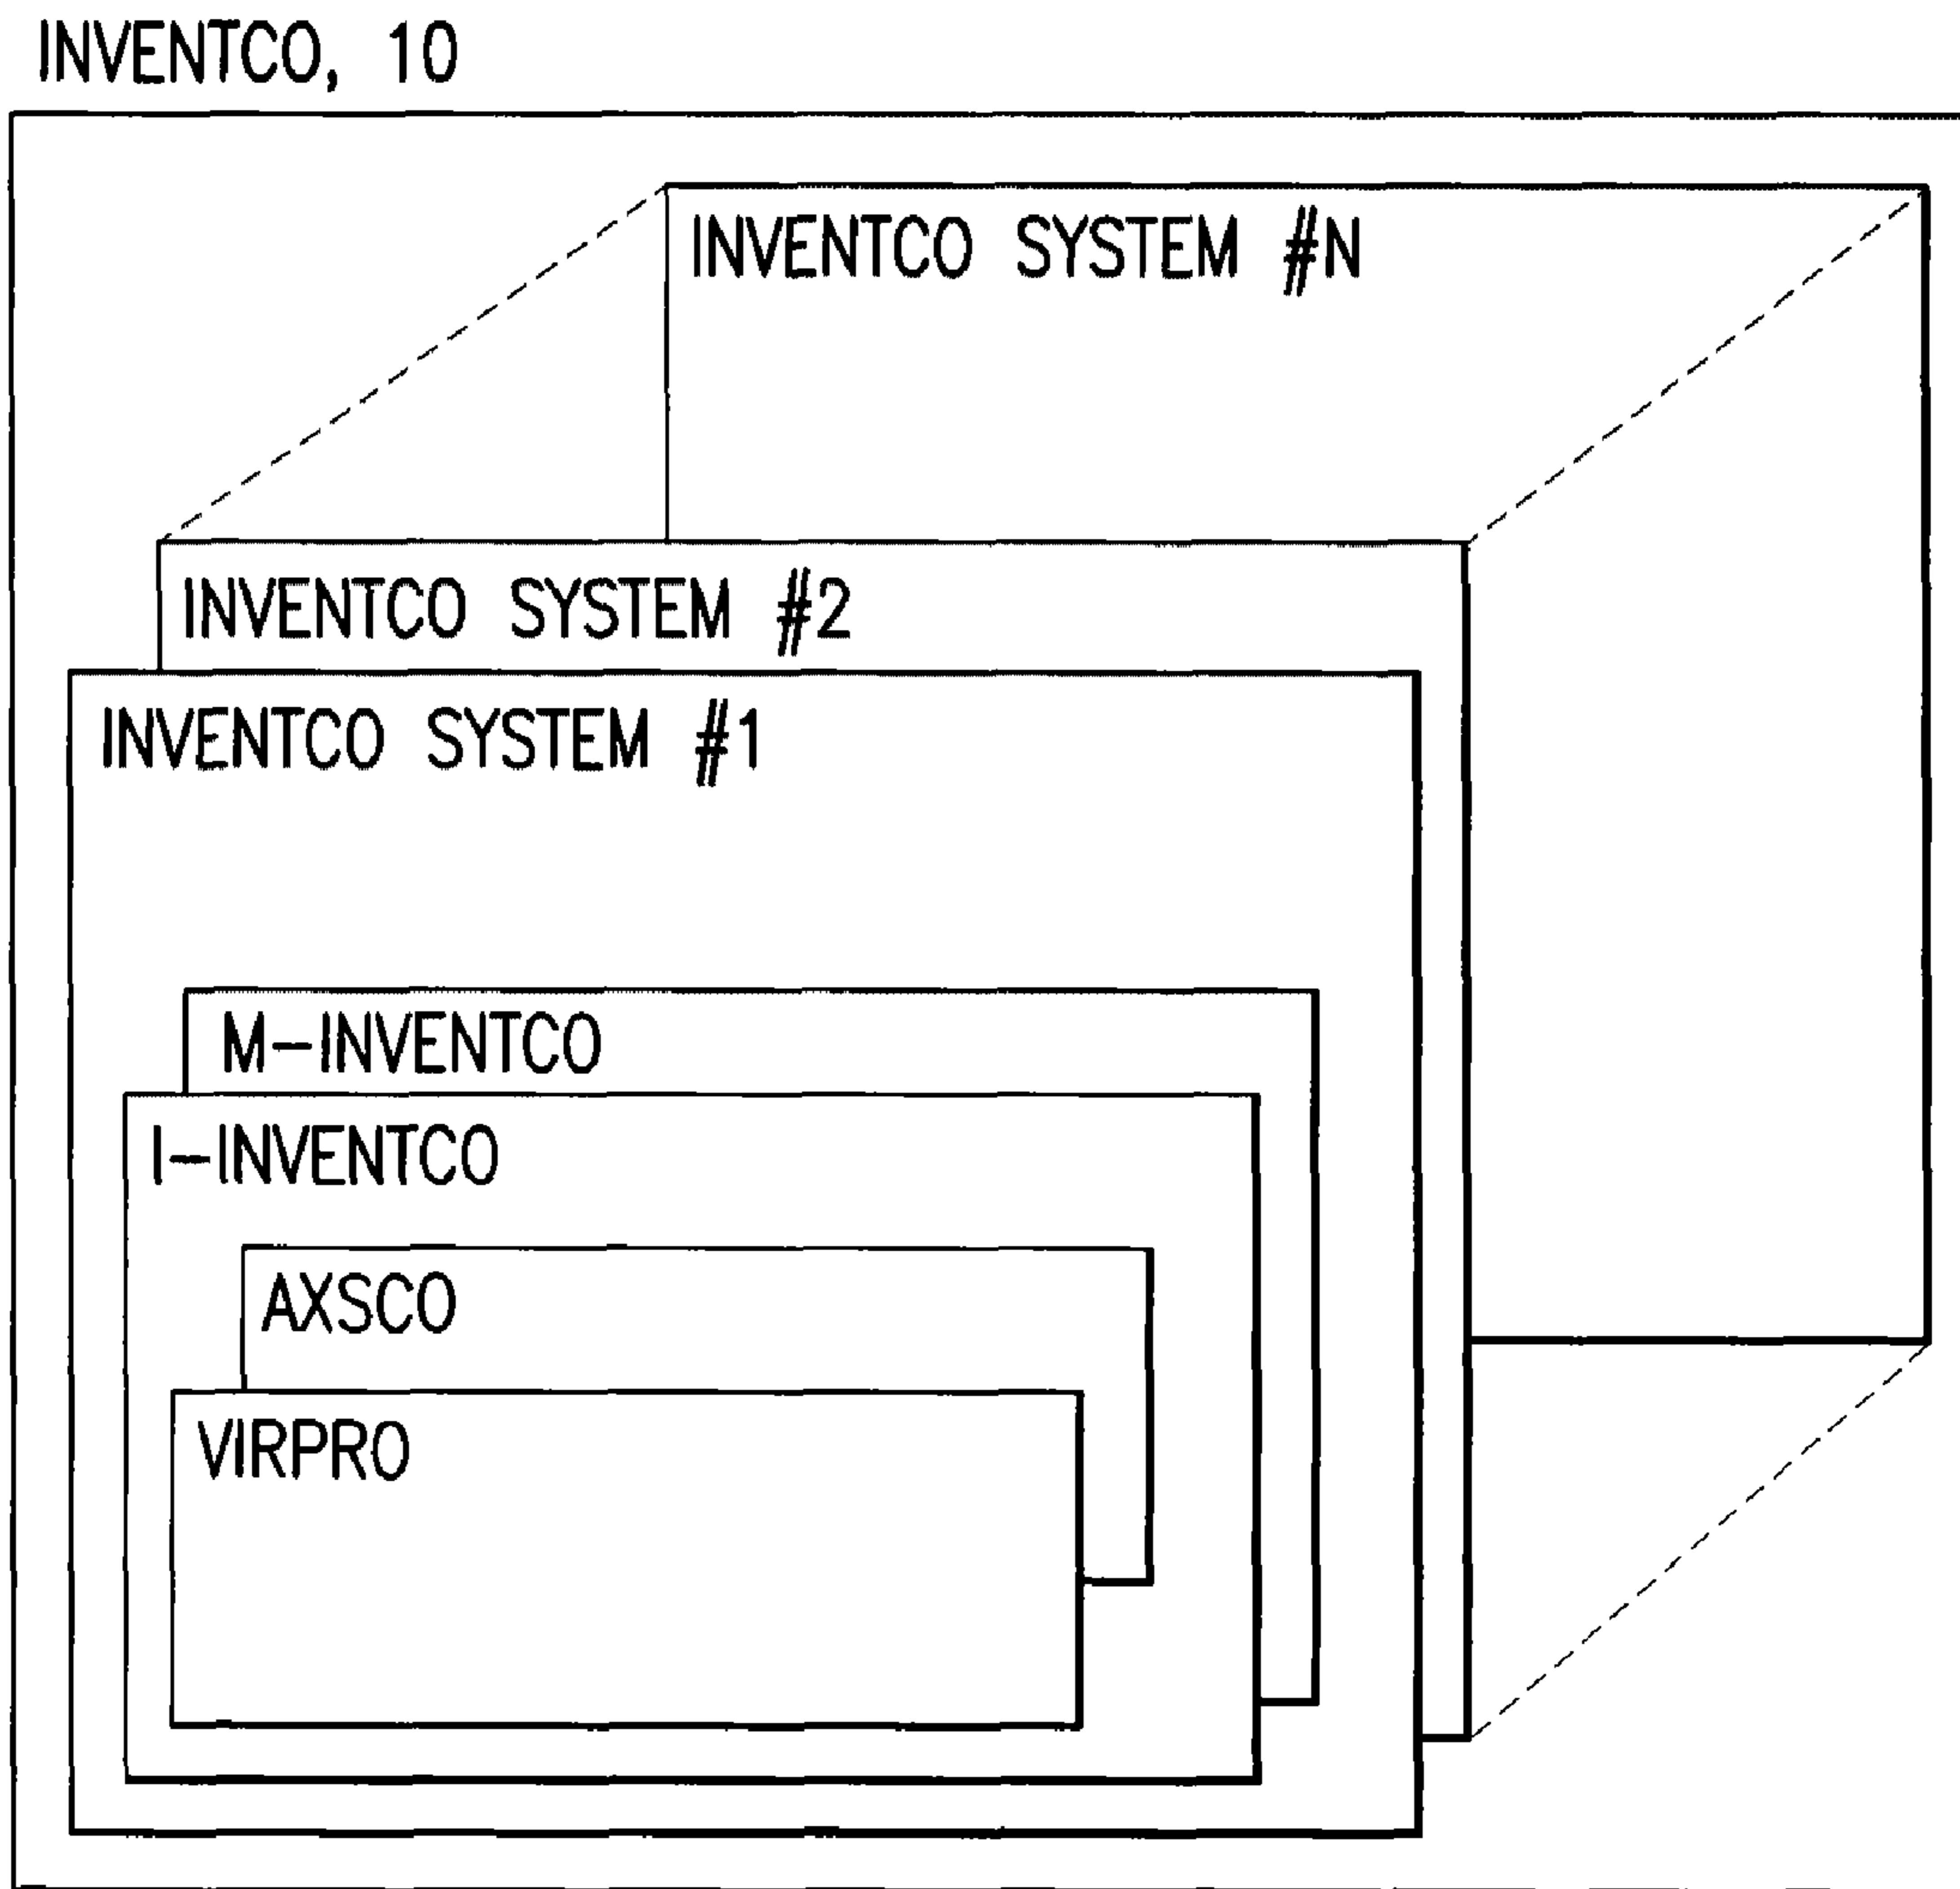 INVENTCO, 10
INVENTCO SYSTEM #N
INVENTCO SYSTEM #2
INVENTCO SYSTEM #1
M-INVENTCO
I-INVENTCO
AXSCO
VIRPRO